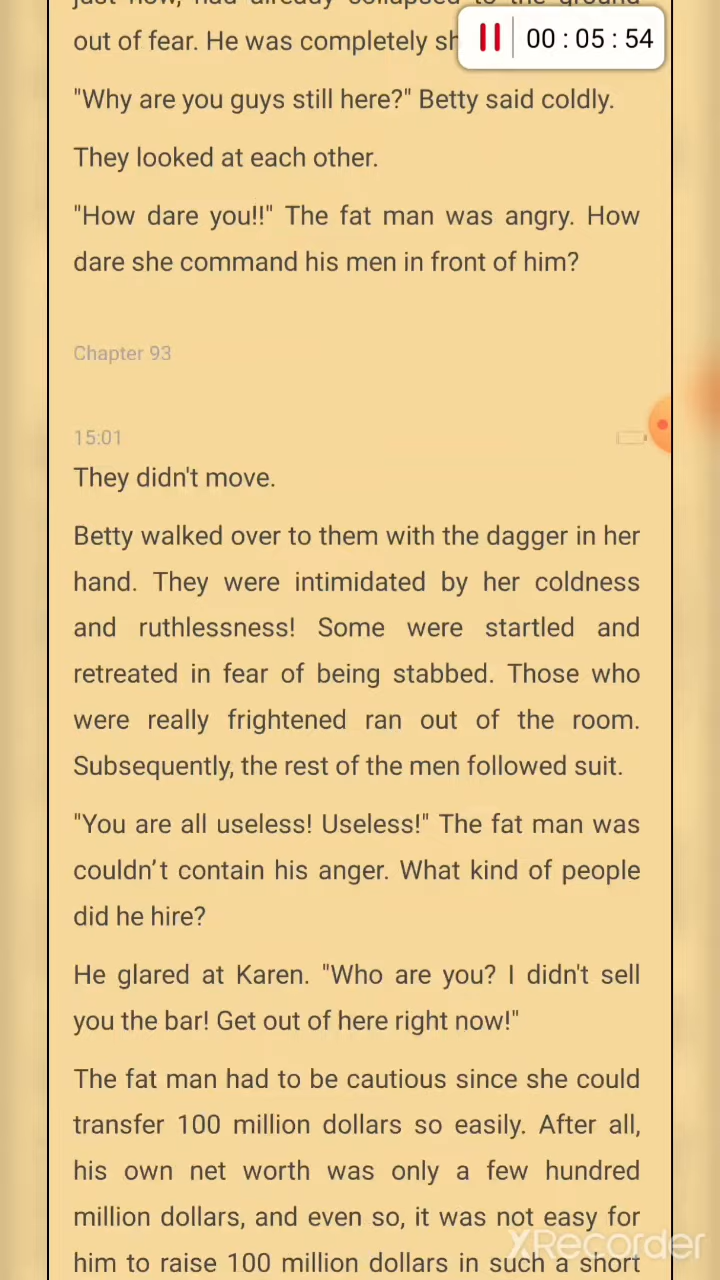 out of fear. He was completely
00 : 05 : 54
"Why are you guys still here?" Betty said coldly.
They looked at each other.
"How dare you!!" The fat man was angry. How
dare she command his men in front of him?
Chapter 93
15:01
They didn't move.
Betty walked over to them with the dagger in her
hand. They were intimidated by her coldness
and ruthlessness! Some were startled and
retreated in fear of being stabbed. Those who
were really frightened ran out of the room.
Subsequently, the rest of the men followed suit.
"You are all useless! Useless!" The fat man was
couldn’t contain his anger. What kind of people
did he hire?
He glared at Karen. "Who are you? I didn't sell
you the bar! Get out of here right now!"
The fat man had to be cautious since she could
transfer 100 million dollars so easily. After all,
his own net worth was only a few hundred
million dollars, and even so, it was not easy for
him to raise 100 million dollars in such a short
XRecorder